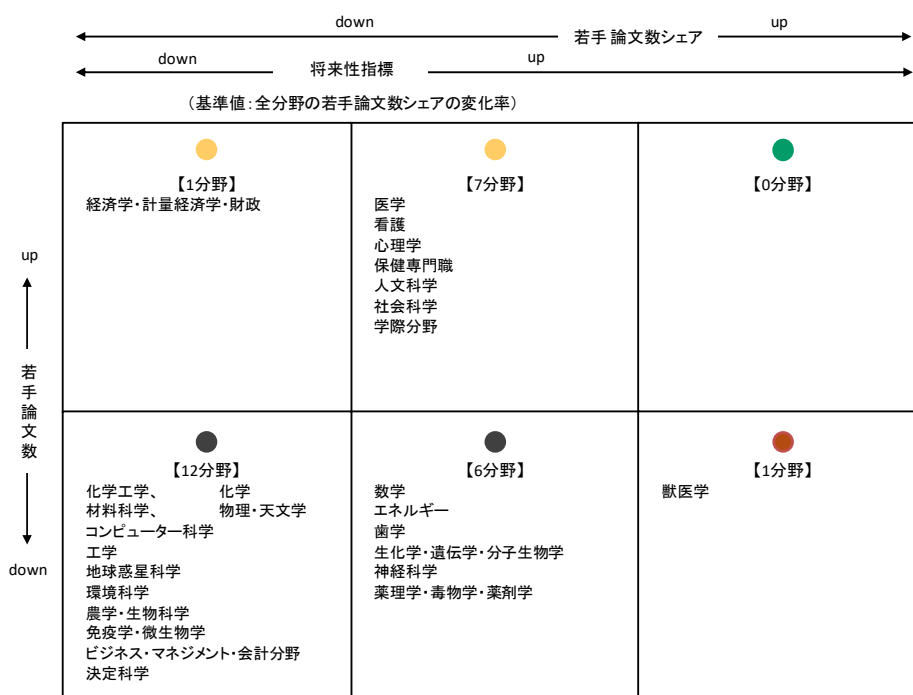 down 若手論文数シェア up
down 将来性指標 up
（基準値：全分野の若手論文数シェアの変化率）
【1分野】
経済学・計量経済学・財政
【7分野】
医学
看護
心理学
保健専門職
人文科学
社会科学
学際分野
【0分野】
up
若手論文数
down
【12分野】
化学工学、 化学
材料科学、 物理・天文学
コンピューター科学
工学
地球惑星科学
環境科学
農学・生物科学
免疫学・微生物学
ビジネス・マネジメント・会計分野
決定科学
【6分野】
数学
エネルギー
歯学
生化学・遺伝学・分子生物学
神経科学
薬理学・毒物学・薬剤学
【1分野】
獣医学